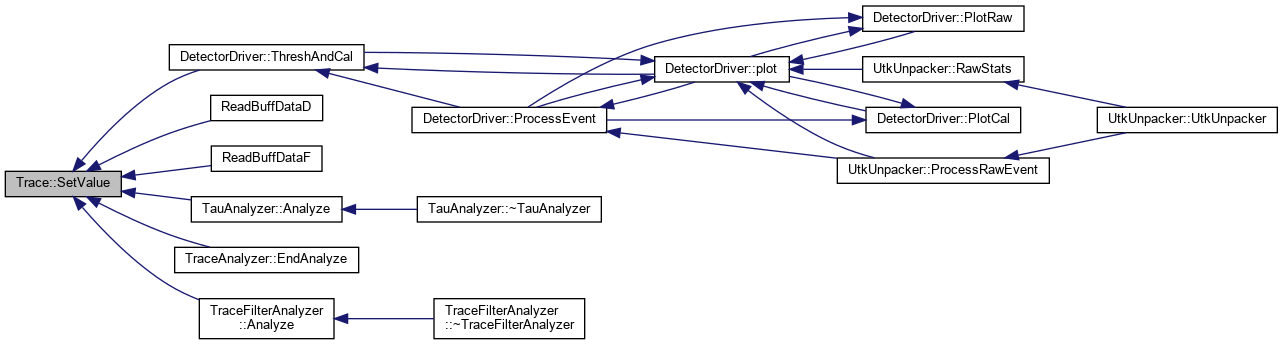 Trace::SetValue
DetectorDriver::ThreshAndCal
ReadBuffDataD
ReadBuffDataF
TauAnalyzer::Analyze
TraceAnalyzer::EndAnalyze
TraceFilterAnalyzer
::Analyze
DetectorDriver::ProcessEvent
TauAnalyzer::~TauAnalyzer
TraceFilterAnalyzer
::~TraceFilterAnalyzer
DetectorDriver::plot
DetectorDriver::PlotRaw
UtkUnpacker::RawStats
DetectorDriver::PlotCal
UtkUnpacker::ProcessRawEvent
UtkUnpacker::UtkUnpacker